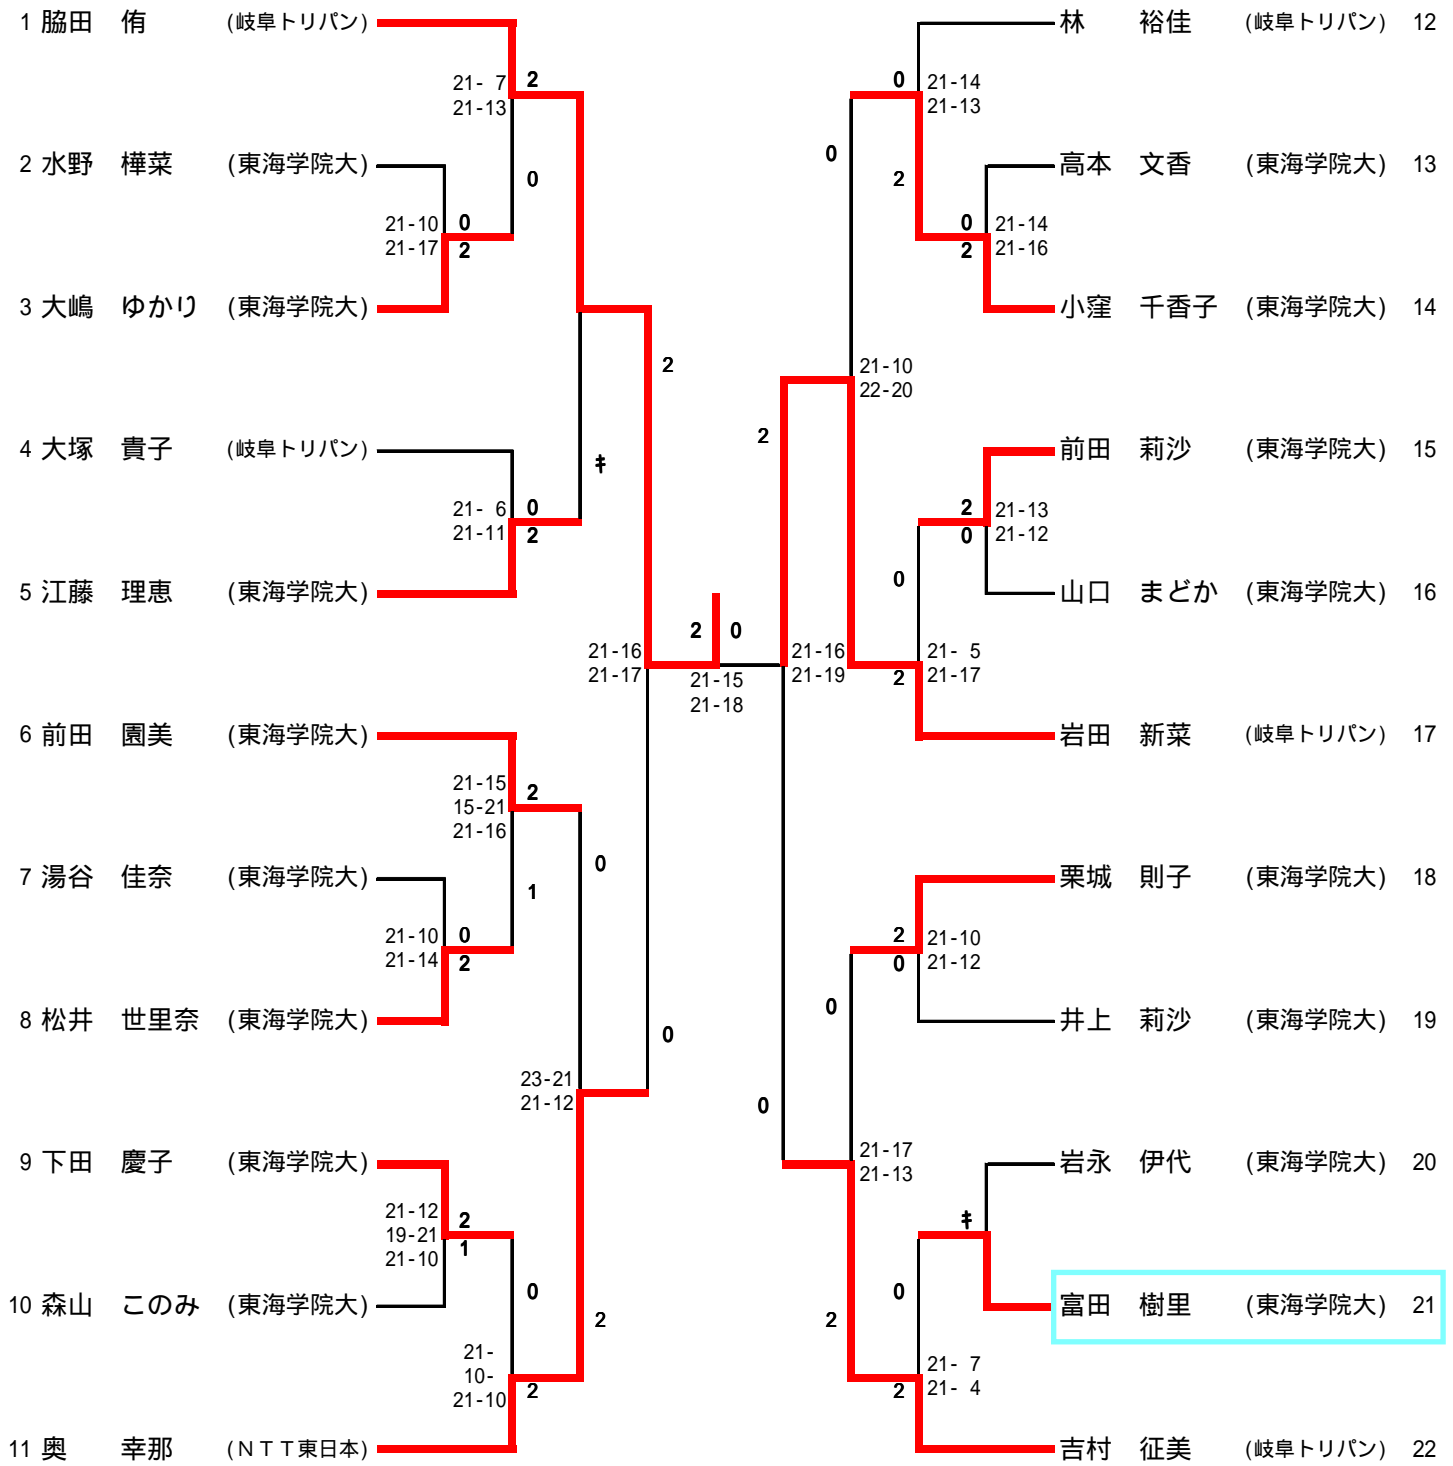 1 脇田 侑 (岐阜トリパン)
21- 7 2
21-13
2 水野 樺菜 (東海学院大)
0
21-10 0
21-17 2
3 大嶋 ゆかり (東海学院大)
2
4 大塚 貴子 (岐阜トリパン)
キ
21- 6 0
21-11 2
5 江藤 理恵 (東海学院大)
21-16
21-17
2 0
21-15
21-18
6 前田 園美 (東海学院大)
21-15 2
15-21
21-16
0
7 湯谷 佳奈 (東海学院大)
1
21-10 0
21-14 2
8 松井 世里奈 (東海学院大)
0
23-21
21-12
9 下田 慶子 (東海学院大)
21-12 2
19-21 1
21-10
0
10 森山 このみ (東海学院大)
2
21-
10-
21-10 2
11 奥 幸那 (NTT東日本)
林 裕佳 (岐阜トリパン) 12
0 21-14
21-13
0
高本 文香 (東海学院大) 13
2
0 21-14
2 21-16
小窪 千香子 (東海学院大) 14
21-10
22-20
2
前田 莉沙 (東海学院大) 15
2 21-13
0 21-12
0
山口 まどか (東海学院大) 16
21-16
21-19
21- 5
2 21-17
岩田 新菜 (岐阜トリパン) 17
栗城 則子 (東海学院大) 18
2 21-10
0 21-12
0
井上 莉沙 (東海学院大) 19
0
21-17
21-13
岩永 伊代 (東海学院大) 20
キ
0
富田 樹里 (東海学院大) 21
2
21- 7
2 21- 4
吉村 征美 (岐阜トリパン) 22